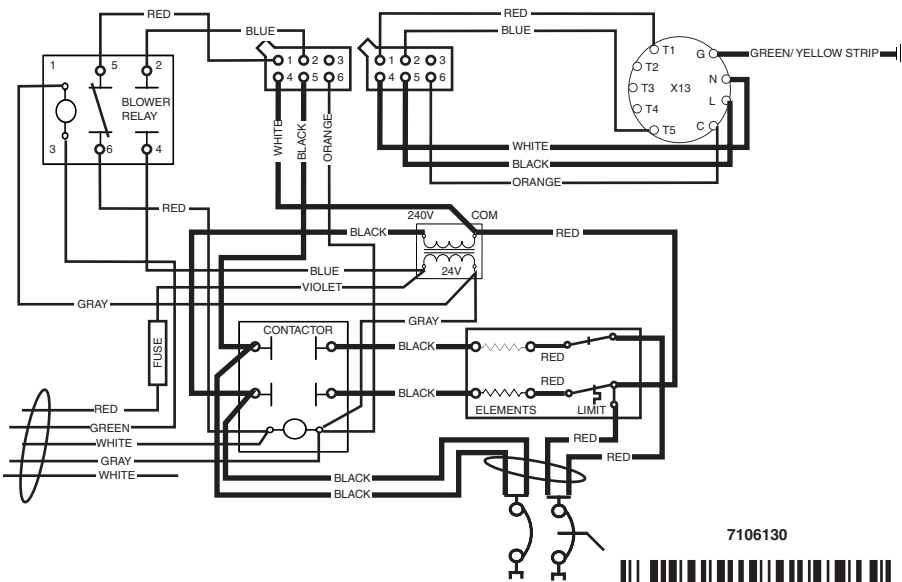 RED
BLUE
1 5 2
BLOWER
RELAY
3 6 4
RED
1 2 3
4 5 6
WHITE
BLACK
ORANGE
RED
BLUE
1 2 3
4 5 6
T1
T2
T3
T4
T5
X13
G
N
L
C
GREEN/YELLOW STRIP
WHITE
BLACK
ORANGE
240V COM
BLACK
RED
24V
BLUE
VIOLET
GRAY
GRAY
FUSE
CONTACTOR
BLACK
RED
BLACK
RED
ELEMENTS LIMIT
RED
GREEN
WHITE
GRAY
WHITE
RED
RED
BLACK
BLACK
7106130